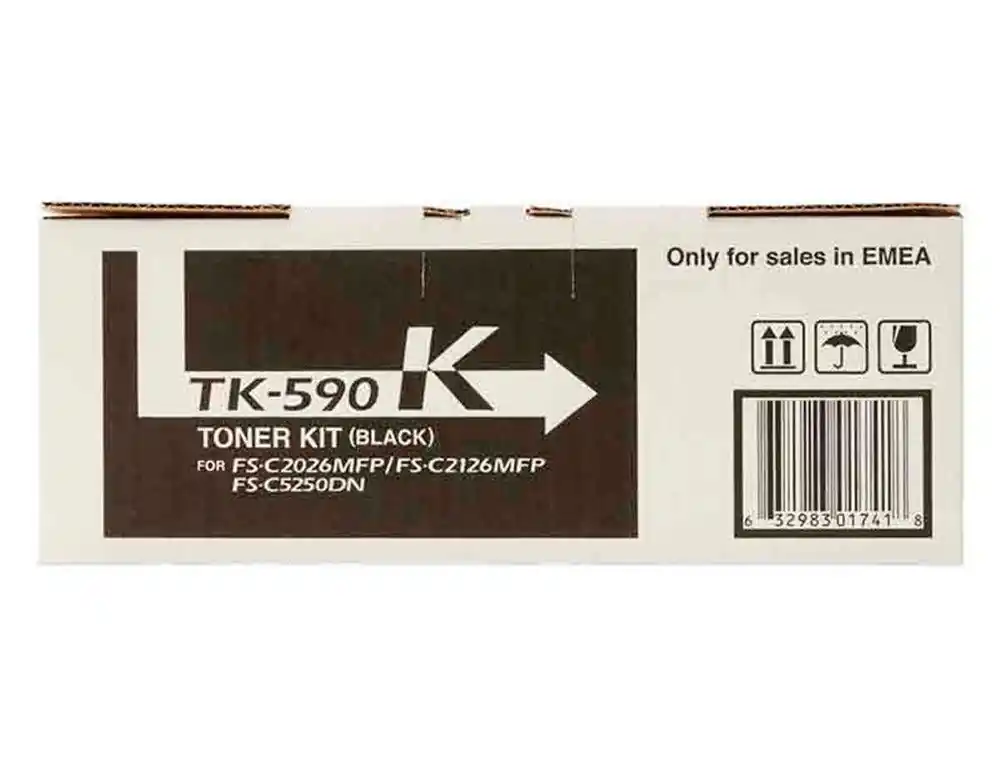 Only for sales in EMEA
TK-590 K
TONER KIT (BLACK)
FOR FS-C2026MFP/FS-C2126MFP
FS-C5250DN
6 32983 01741 8